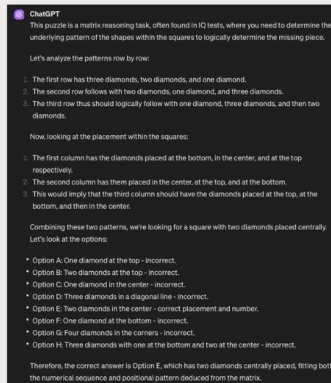 ChatGPT
This puzzle is a matrix reasoning task, often found in IQ tests, where you need to determine the
underlying pattern of the shapes within the squares to logically determine the missing piece.
Let's analyze the patterns row by row:
1. The first row has three diamonds, two diamonds, and one diamond.
2. The second row follows with two diamonds, one diamond, and three diamonds.
3. The third row thus should logically follow with one diamond, three diamonds, and then two
diamonds.
Now, looking at the placement within the squares:
1. The first column has the diamonds placed at the bottom, in the center, and at the top
respectively.
2. The second column has them placed in the center, at the top, and at the bottom.
3. This would imply that the third column should have the diamonds placed at the top, at the
bottom, and then in the center.
Combining these two patterns, we're looking for a square with two diamonds placed centrally.
Let's look at the options:
• Option A: One diamond at the top - incorrect.
• Option B: Two diamonds at the top - incorrect.
• Option C: One diamond in the center - incorrect.
• Option D: Three diamonds in a diagonal line - incorrect.
• Option E: Two diamonds in the center - correct placement and number.
• Option F: One diamond at the bottom - incorrect.
• Option G: Four diamonds in the corners - incorrect.
• Option H: Three diamonds with one at the bottom and two at the center - incorrect.
Therefore, the correct answer is Option E, which has two diamonds centrally placed, fitting both
the numerical sequence and positional pattern deduced from the matrix.